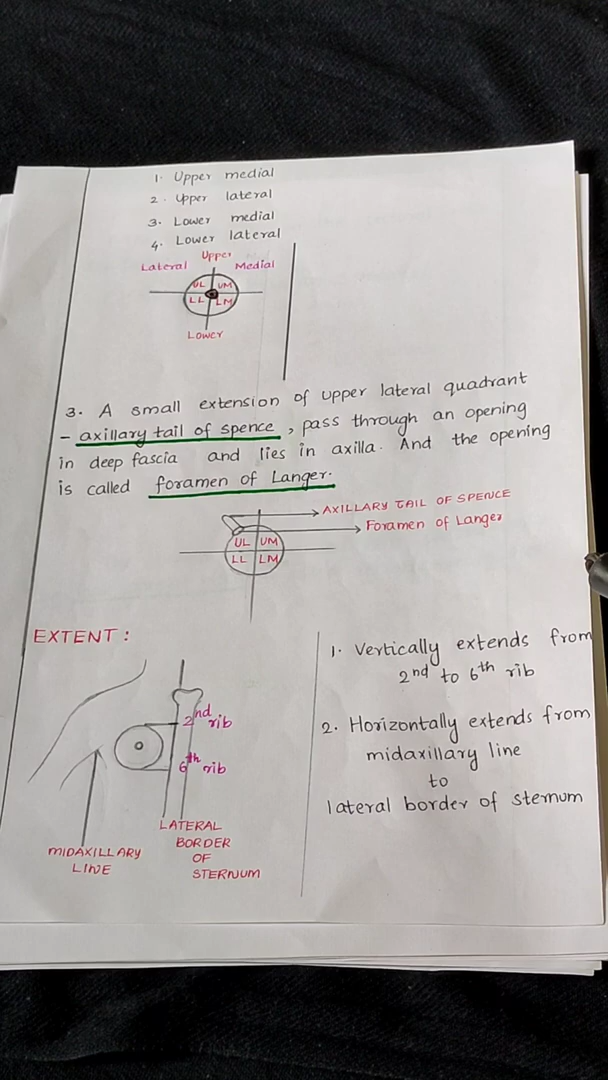 1. Upper medial
2. Upper lateral
3. Lower medial
4. Lower lateral
Upper
Lateral Medial
UL UM
LL LM
Lower
3. A small extension of upper lateral quadrant
- axillary tail of spence, pass through an opening
in deep fascia and lies in axilla. And the opening
is called foramen of Langer.
AXILLARY TAIL OF SPENCE
Foramen of Langer
UL UM
LL LM
EXTENT:
2nd rib
6th rib
LATERAL
BORDER
OF
STERNUM
MIDAXILLARY
LINE
1. Vertically extends from
2nd to 6th rib
2. Horizontally extends from
midaxillary line
to
lateral border of sternum